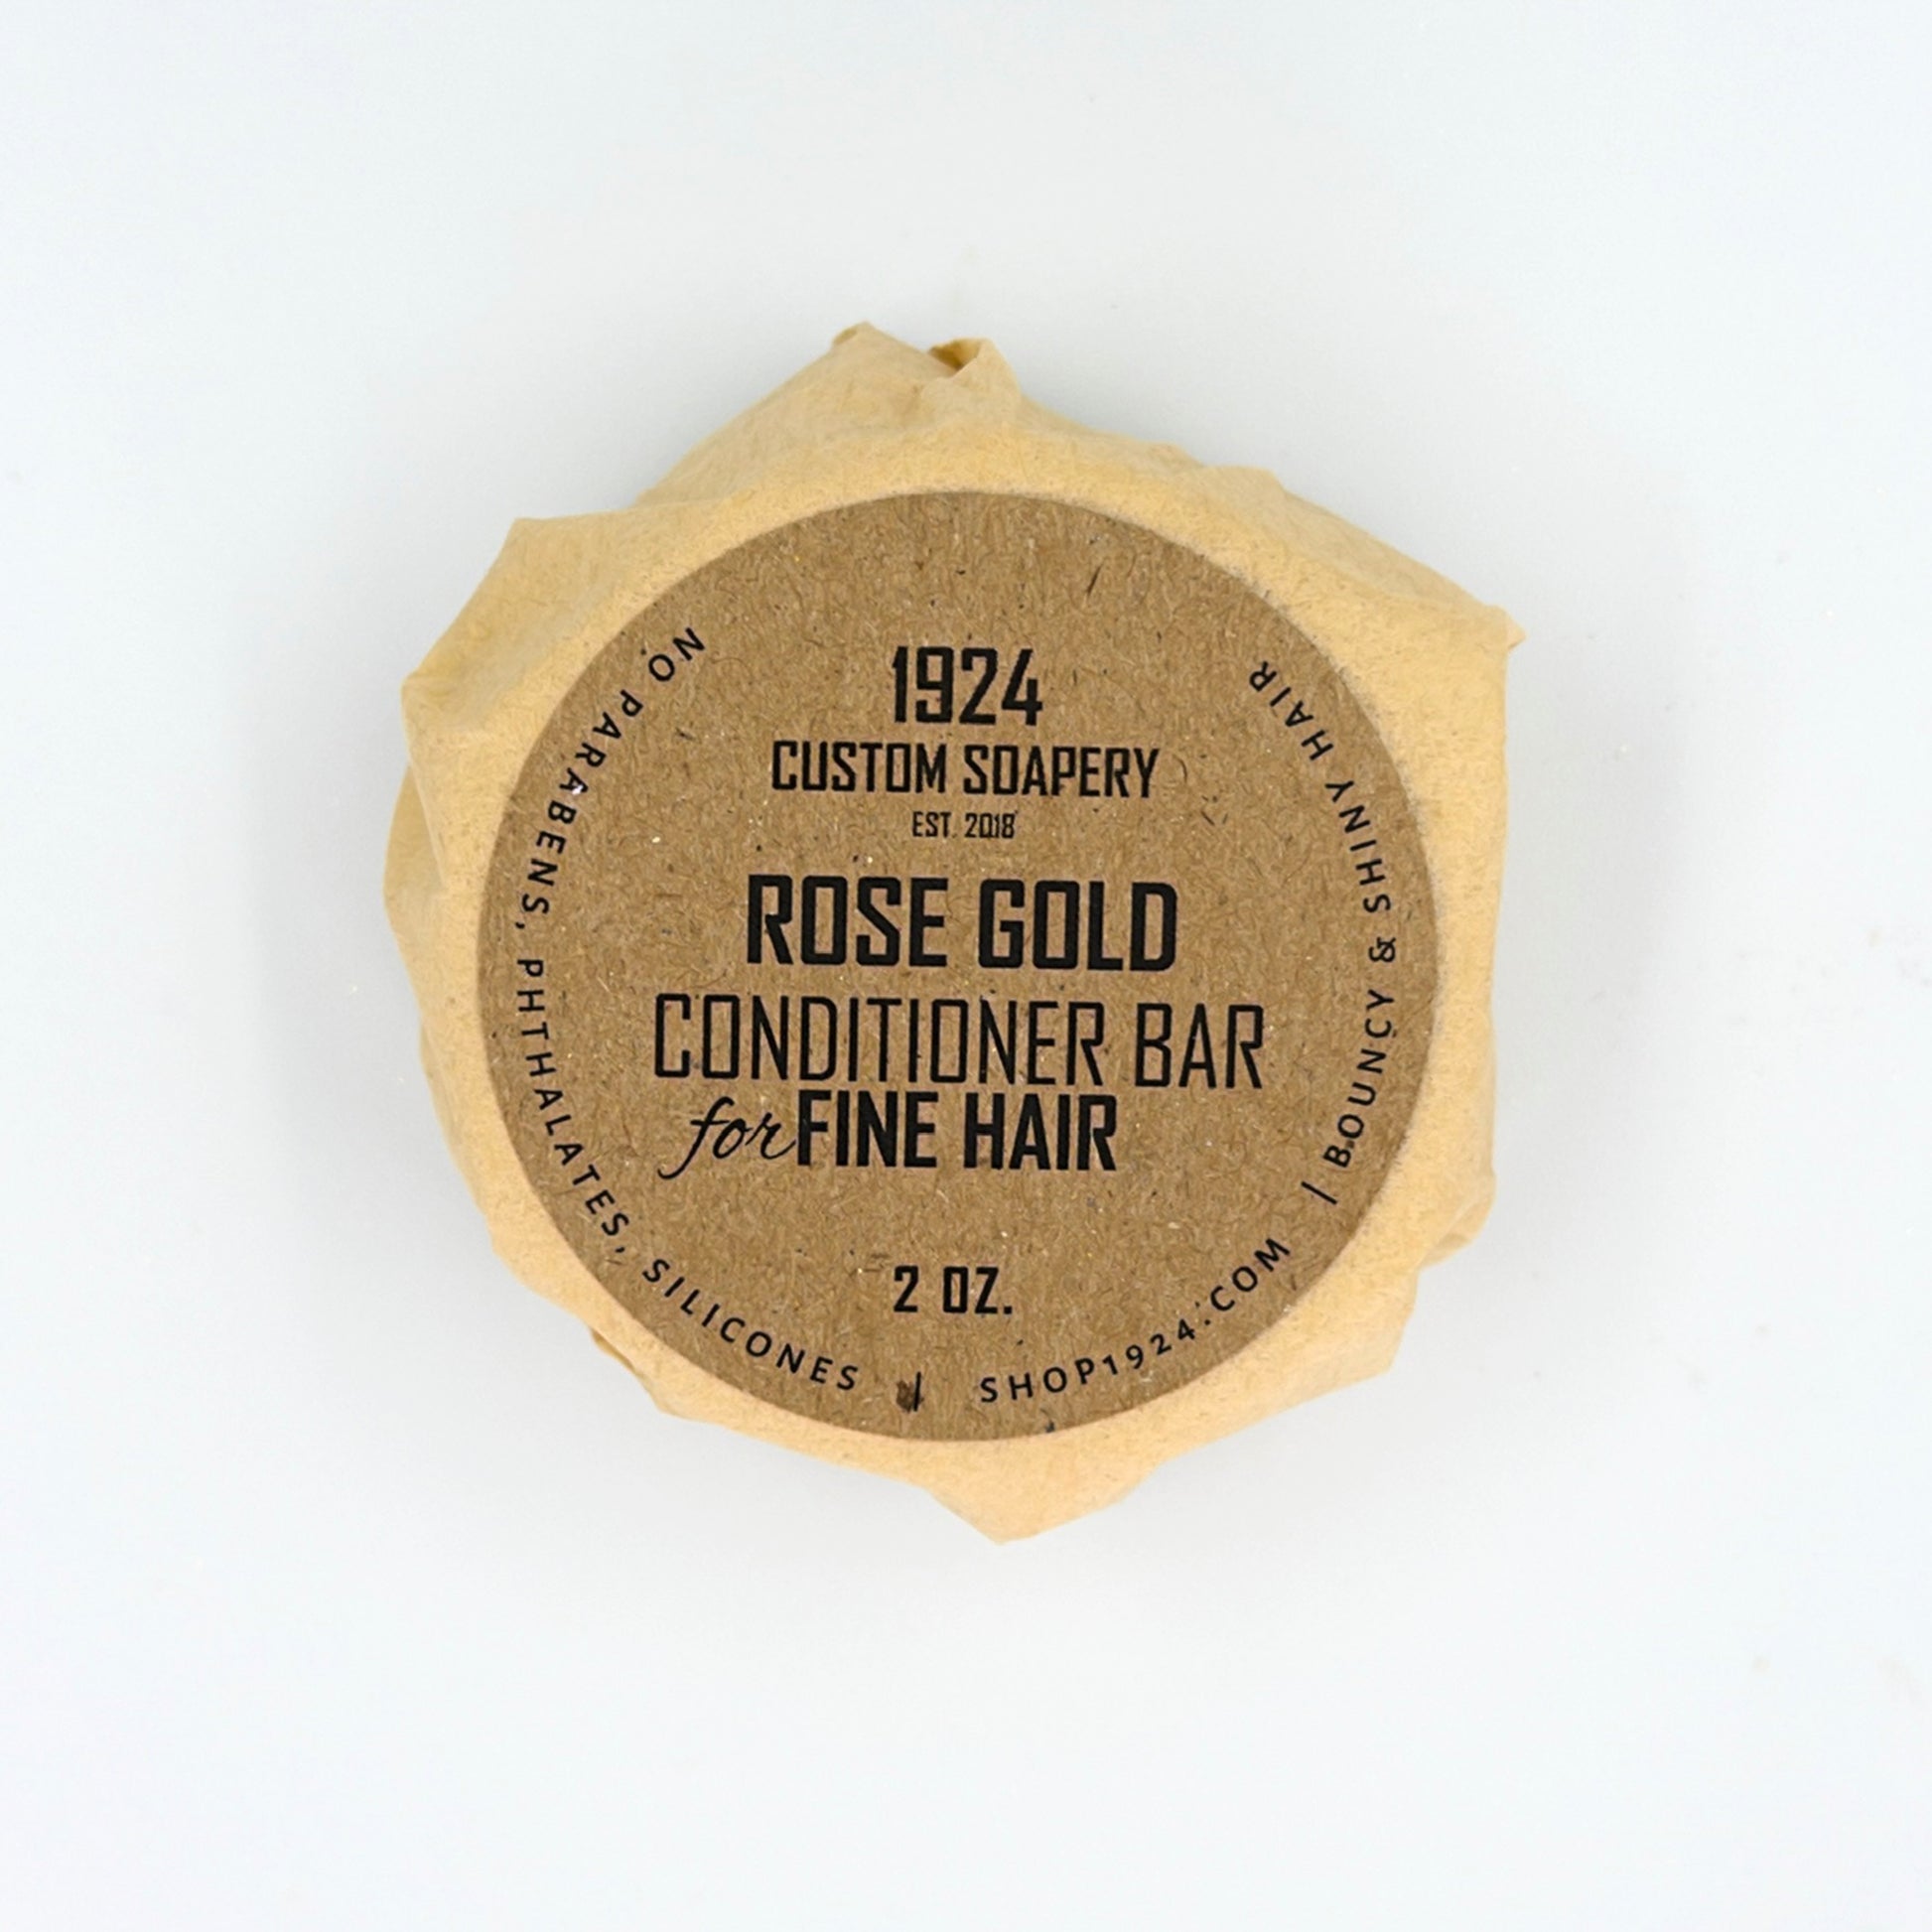 1924
CUSTOM SOAPERY
EST. 2018
ROSE GOLD
CONDITIONER BAR
for FINE HAIR
2 OZ.
NO PARABENS, PHTHALATES, SILICONES | SHOP1924.COM | BOUNCY & SHINY HAIR